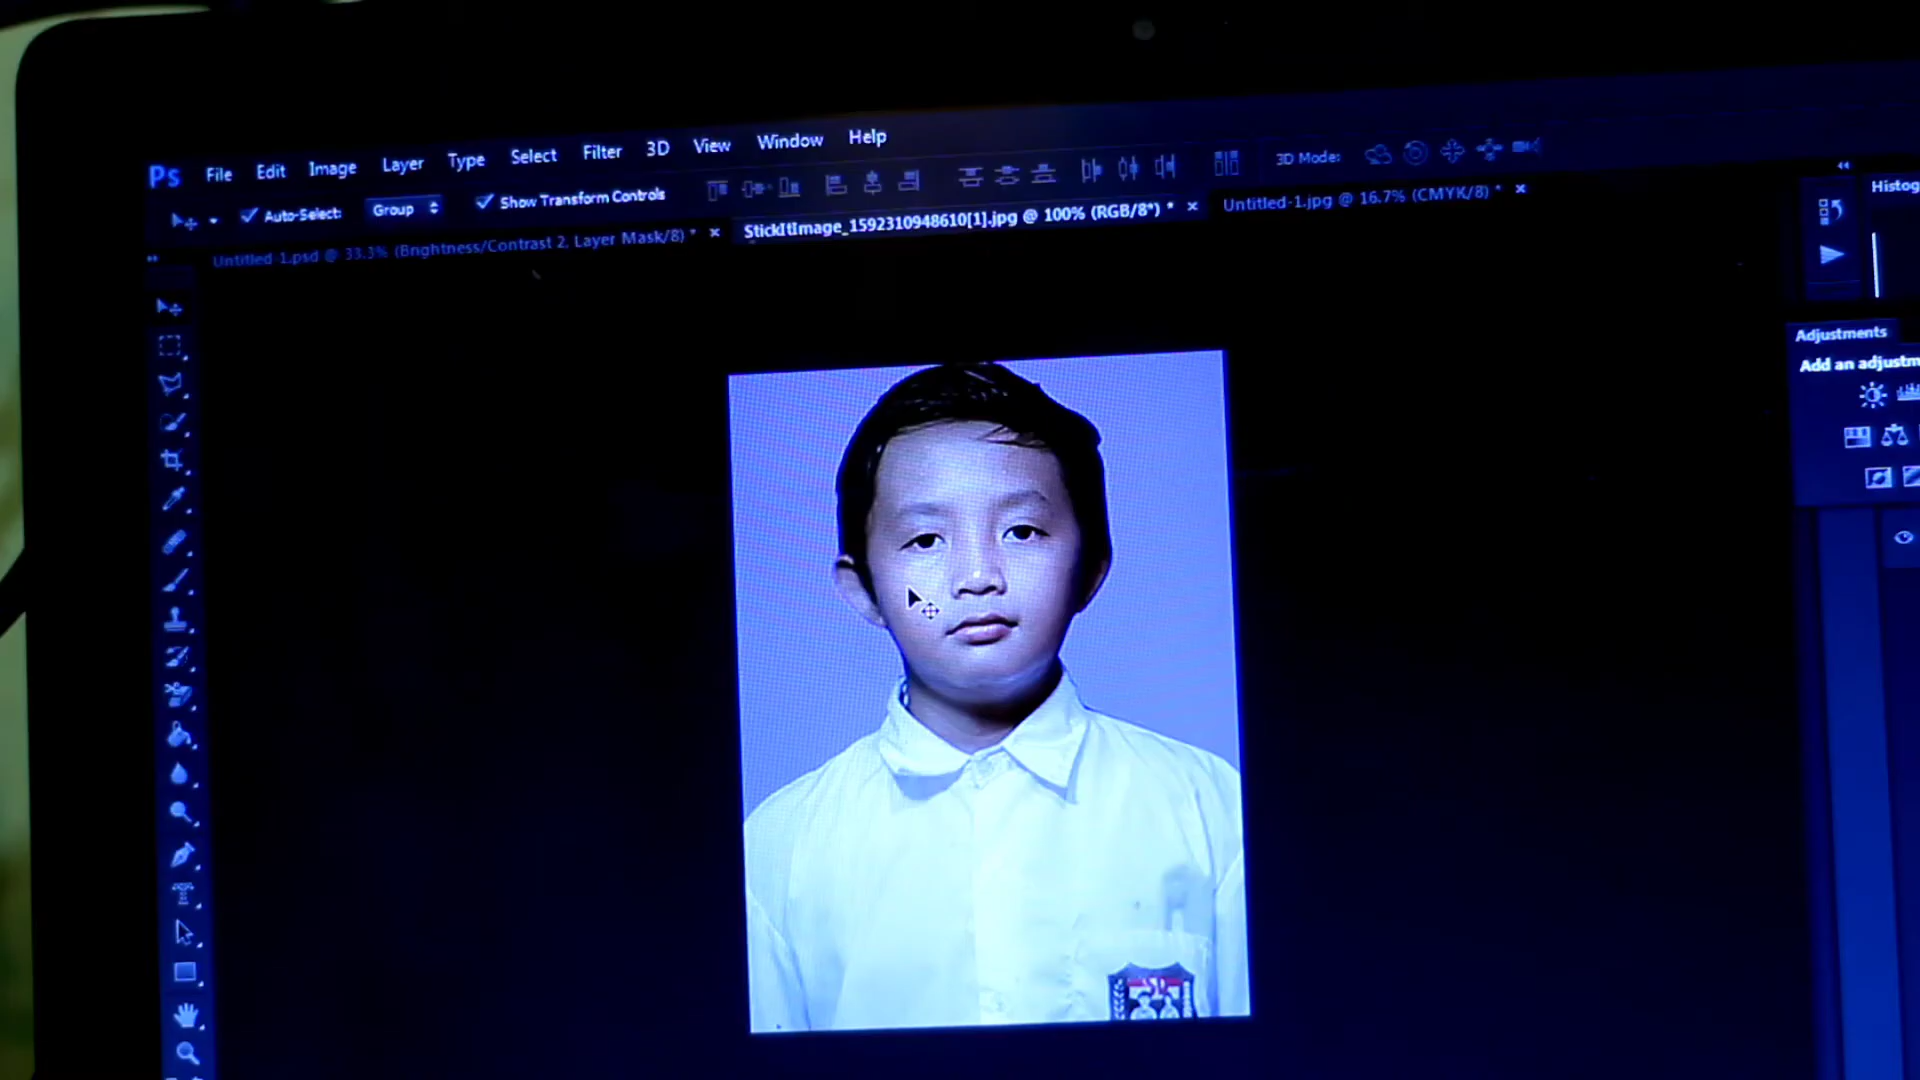 Ps File Edit Image Layer Type Select Filter 3D View Window Help
Auto-Select: Group Show Transform Controls 3D Mode:
Untitled-1.psd @ 33.3% (Brightness/Contrast 2, Layer Mask/8) * × StickItImage_1592310948610[1].jpg @ 100% (RGB/8*) * × Untitled-1.jpg @ 16.7% (CMYK/8) * ×
Histog
Adjustments
Add an adjustm
SD